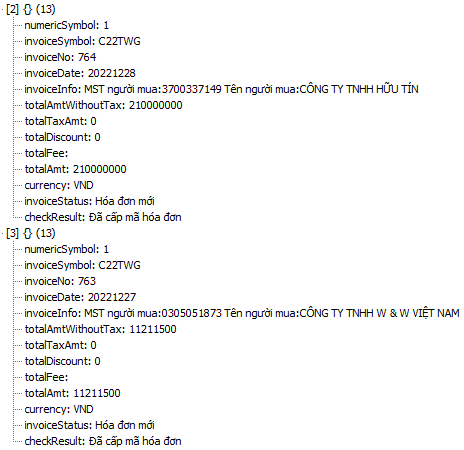 [2] {} (13)
numericSymbol: 1
invoiceSymbol: C22TWG
invoiceNo: 764
invoiceDate: 20221228
invoiceInfo: MST người mua:3700337149 Tên người mua:CÔNG TY TNHH HỮU TÍN
totalAmtWithoutTax: 210000000
totalTaxAmt: 0
totalDiscount: 0
totalFee:
totalAmt: 210000000
currency: VND
invoiceStatus: Hóa đơn mới
checkResult: Đã cấp mã hóa đơn
[3] {} (13)
numericSymbol: 1
invoiceSymbol: C22TWG
invoiceNo: 763
invoiceDate: 20221227
invoiceInfo: MST người mua:0305051873 Tên người mua:CÔNG TY TNHH W & W VIỆT NAM
totalAmtWithoutTax: 11211500
totalTaxAmt: 0
totalDiscount: 0
totalFee:
totalAmt: 11211500
currency: VND
invoiceStatus: Hóa đơn mới
checkResult: Đã cấp mã hóa đơn